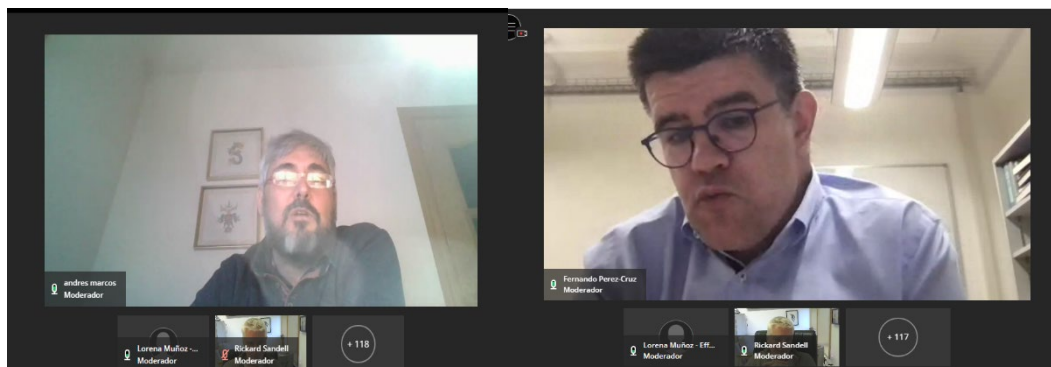 andres marcos
Moderador
Lorena Muñoz -...
Moderador
Rickard Sandell
Moderador
+ 118
Fernando Perez-Cruz
Moderador
Lorena Muñoz - Eff...
Moderador
Rickard Sandell
Moderador
+ 117